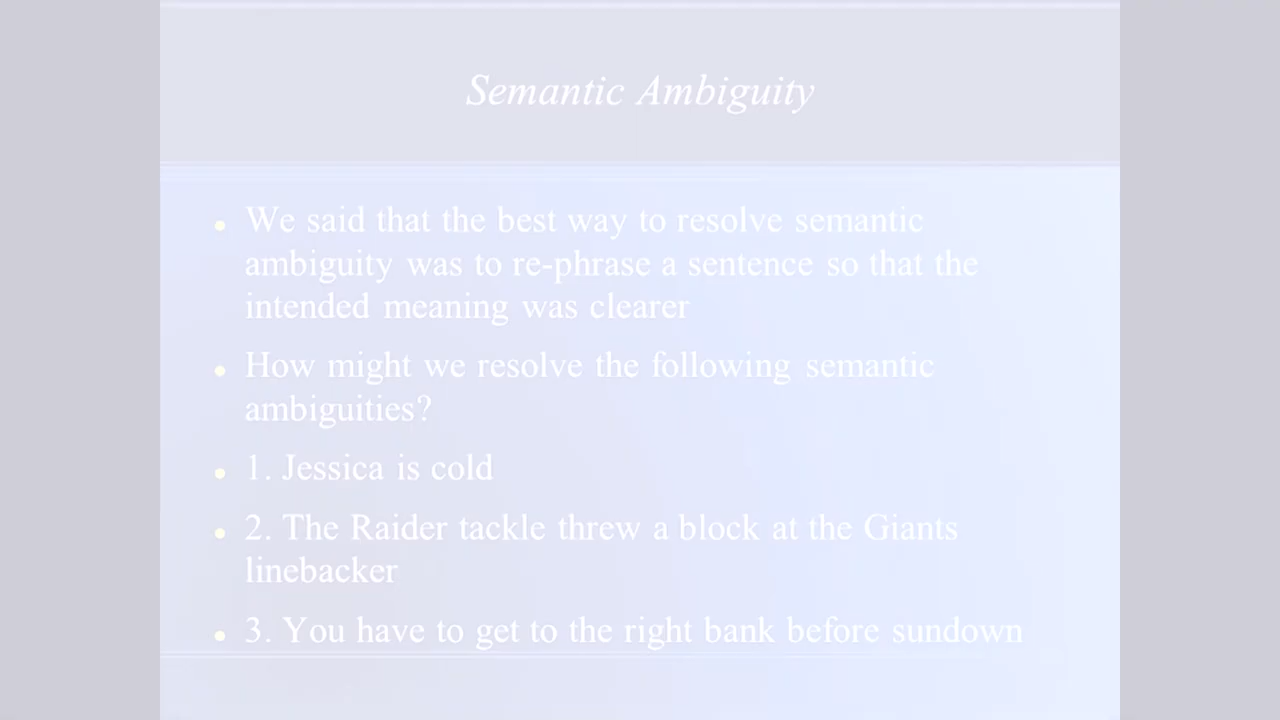 Semantic Ambiguity
• We said that the best way to resolve semantic
ambiguity was to re-phrase a sentence so that the
intended meaning was clearer
• How might we resolve the following semantic
ambiguities?
• 1. Jessica is cold
• 2. The Raider tackle threw a block at the Giants
linebacker
• 3. You have to get to the right bank before sundown